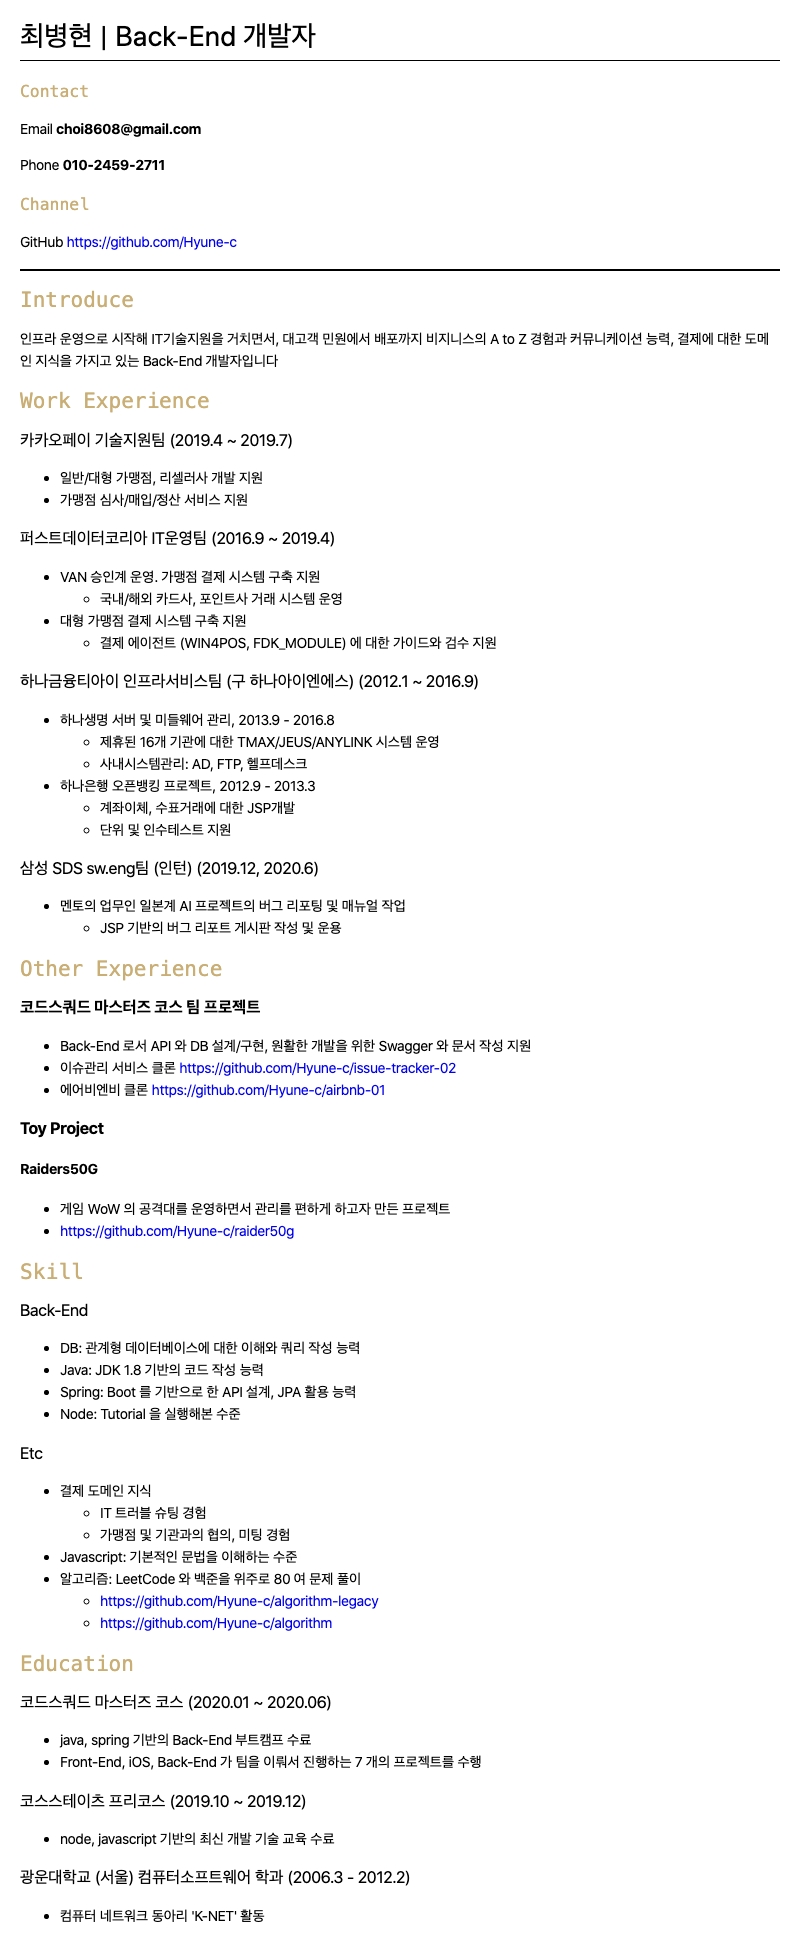 최병현 | Back-End 개발자
Contact
Email choi8608@gmail.com
Phone 010-2459-2711
Channel
GitHub https://github.com/Hyune-c
Introduce
인프라 운영으로 시작해 IT기술지원을 거치면서, 대고객 민원에서 배포까지 비지니스의 A to Z 경험과 커뮤니케이션 능력, 결제에 대한 도메
인 지식을 가지고 있는 Back-End 개발자입니다
Work Experience
카카오페이 기술지원팀 (2019.4 ~ 2019.7)
• 일반/대형 가맹점, 리셀러사 개발 지원
• 가맹점 심사/매입/정산 서비스 지원
퍼스트데이터코리아 IT운영팀 (2016.9 ~ 2019.4)
• VAN 승인계 운영. 가맹점 결제 시스템 구축 지원
◦ 국내/해외 카드사, 포인트사 거래 시스템 운영
• 대형 가맹점 결제 시스템 구축 지원
◦ 결제 에이전트 (WIN4POS, FDK_MODULE) 에 대한 가이드와 검수 지원
하나금융티아이 인프라서비스팀 (구 하나아이엔에스) (2012.1 ~ 2016.9)
• 하나생명 서버 및 미들웨어 관리, 2013.9 - 2016.8
◦ 제휴된 16개 기관에 대한 TMAX/JEUS/ANYLINK 시스템 운영
◦ 사내시스템관리: AD, FTP, 헬프데스크
• 하나은행 오픈뱅킹 프로젝트, 2012.9 - 2013.3
◦ 계좌이체, 수표거래에 대한 JSP개발
◦ 단위 및 인수테스트 지원
삼성 SDS sw.eng팀 (인턴) (2019.12, 2020.6)
• 멘토의 업무인 일본계 AI 프로젝트의 버그 리포팅 및 매뉴얼 작업
◦ JSP 기반의 버그 리포트 게시판 작성 및 운용
Other Experience
코드스쿼드 마스터즈 코스 팀 프로젝트
• Back-End 로서 API 와 DB 설계/구현, 원활한 개발을 위한 Swagger 와 문서 작성 지원
• 이슈관리 서비스 클론 https://github.com/Hyune-c/issue-tracker-02
• 에어비엔비 클론 https://github.com/Hyune-c/airbnb-01
Toy Project
Raiders50G
• 게임 WoW 의 공격대를 운영하면서 관리를 편하게 하고자 만든 프로젝트
• https://github.com/Hyune-c/raider50g
Skill
Back-End
• DB: 관계형 데이터베이스에 대한 이해와 쿼리 작성 능력
• Java: JDK 1.8 기반의 코드 작성 능력
• Spring: Boot 를 기반으로 한 API 설계, JPA 활용 능력
• Node: Tutorial 을 실행해본 수준
Etc
• 결제 도메인 지식
◦ IT 트러블 슈팅 경험
◦ 가맹점 및 기관과의 협의, 미팅 경험
• Javascript: 기본적인 문법을 이해하는 수준
• 알고리즘: LeetCode 와 백준을 위주로 80 여 문제 풀이
◦ https://github.com/Hyune-c/algorithm-legacy
◦ https://github.com/Hyune-c/algorithm
Education
코드스쿼드 마스터즈 코스 (2020.01 ~ 2020.06)
• java, spring 기반의 Back-End 부트캠프 수료
• Front-End, iOS, Back-End 가 팀을 이뤄서 진행하는 7 개의 프로젝트를 수행
코스스테이츠 프리코스 (2019.10 ~ 2019.12)
• node, javascript 기반의 최신 개발 기술 교육 수료
광운대학교 (서울) 컴퓨터소프트웨어 학과 (2006.3 - 2012.2)
• 컴퓨터 네트워크 동아리 'K-NET' 활동